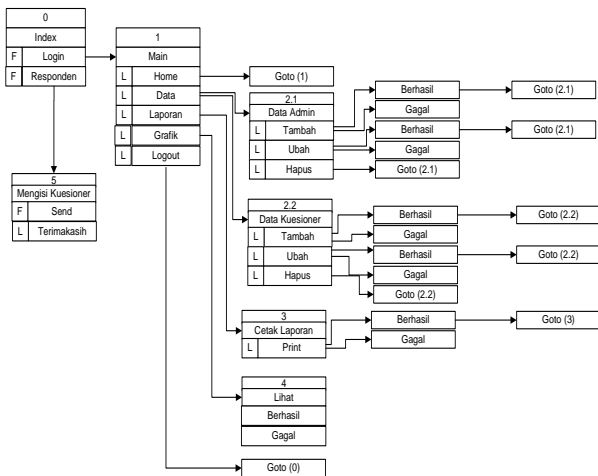 0
Index
F Login
F Responden
1
Main
L Home
L Data
L Laporan
L Grafik
L Logout
5
Mengisi Kuesioner
F Send
L Terimakasih
Goto (1)
2.1
Data Admin
L Tambah
L Ubah
L Hapus
Berhasil
Goto (2.1)
Gagal
Berhasil
Goto (2.1)
Gagal
Goto (2.1)
2.2
Data Kuesioner
L Tambah
L Ubah
L Hapus
Berhasil
Goto (2.2)
Gagal
Berhasil
Goto (2.2)
Gagal
Goto (2.2)
3
Cetak Laporan
L Print
Berhasil
Goto (3)
Gagal
4
Lihat
Berhasil
Gagal
Goto (0)